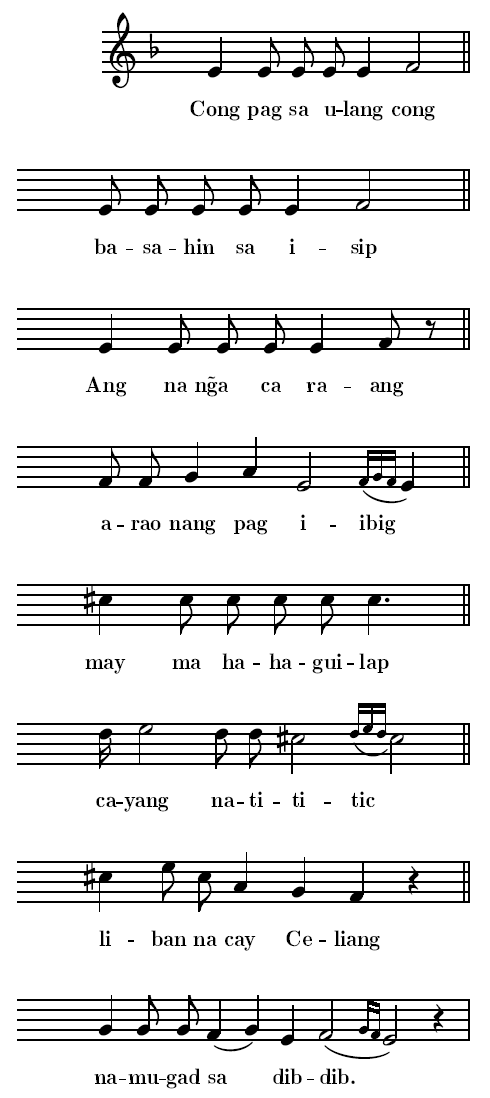 Cong pag sa u-lang cong
ba-sa-hin sa i-sip
Ang na ng̃a ca ra-ang
a-rao nang pag i-ibig
may ma ha-ha-gui-lap
ca-yang na-ti-ti-tic
li-ban na cay Ce-liang
na-mu-gad sa dib-dib.